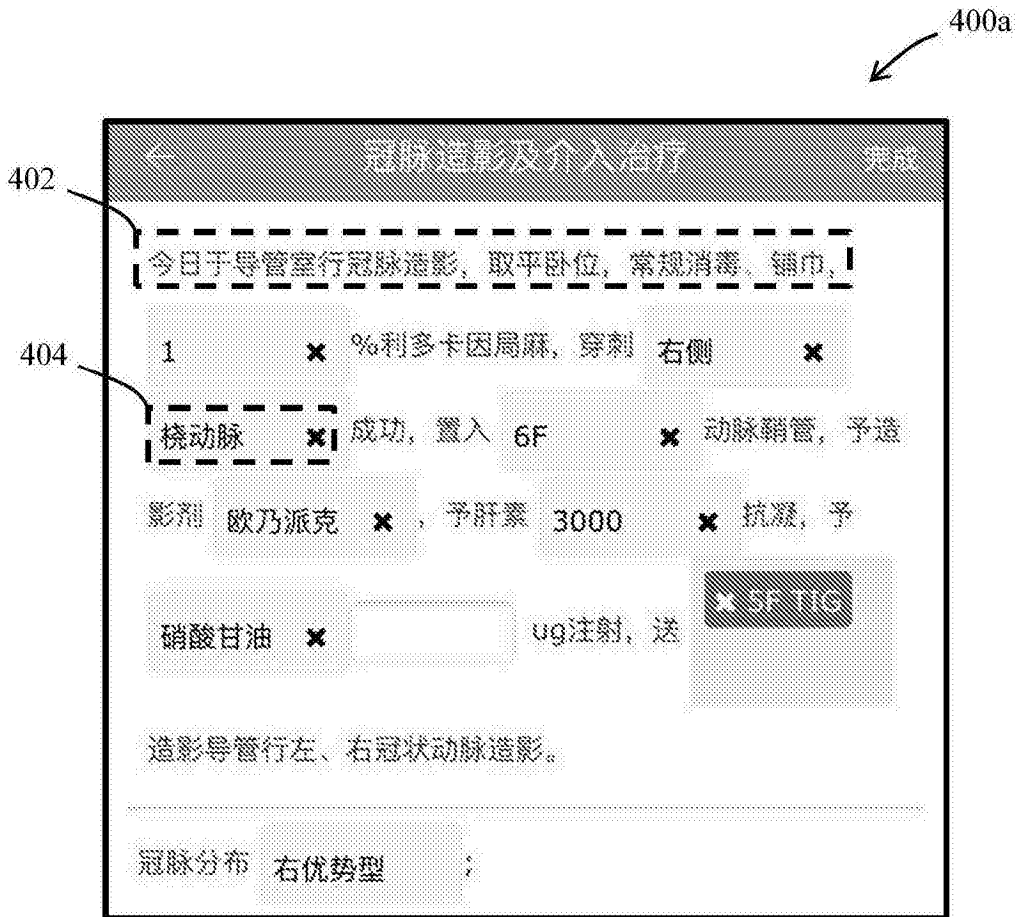 400a
← 冠脉造影及介入治疗 完成
402
今日于导管室行冠脉造影，取平卧位，常规消毒、铺巾，
1 ✖ %利多卡因局麻，穿刺 右侧 ✖
404
桡动脉 ✖ 成功，置入 6F ✖ 动脉鞘管，予造
影剂 欧乃派克 ✖ ，予肝素 3000 ✖ 抗凝，予
硝酸甘油 ✖ ug注射，送 ✖ 5F TIG
造影导管行左、右冠状动脉造影。
冠脉分布 右优势型 ；